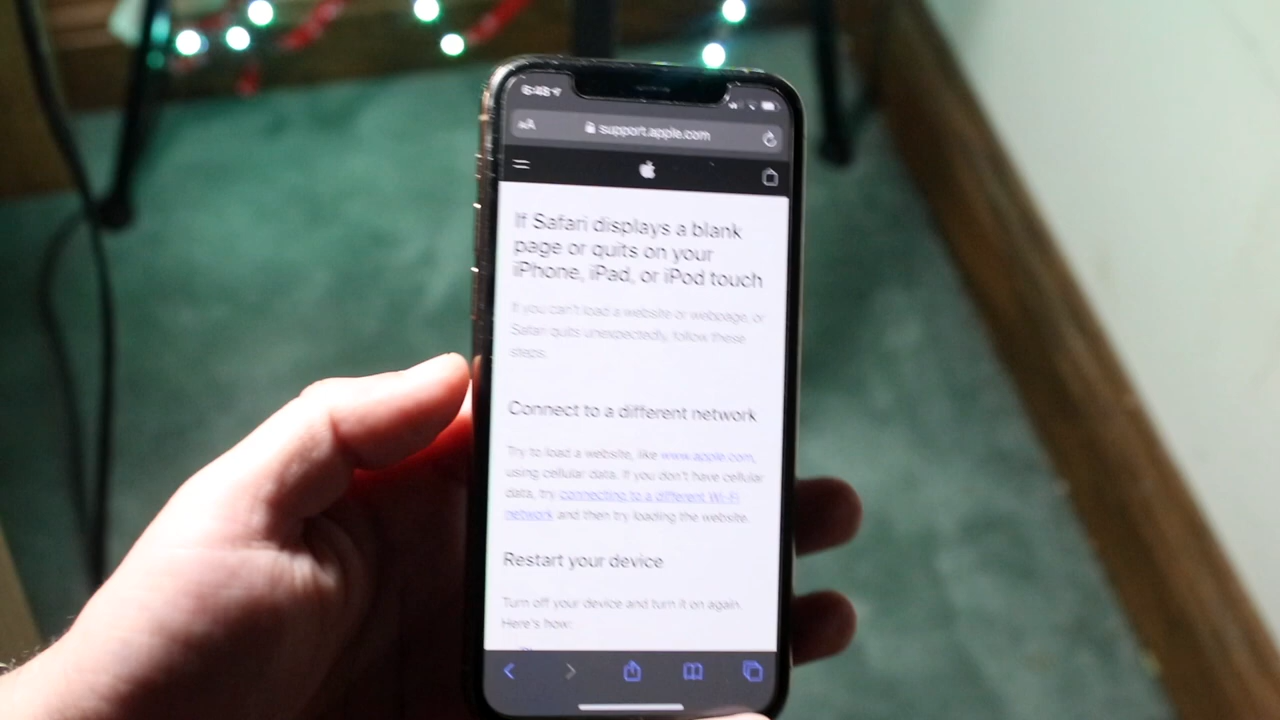 6:48
AA support.apple.com
If Safari displays a blank
page or quits on your
iPhone, iPad, or iPod touch
If you can't load a website or webpage, or
Safari quits unexpectedly, follow these
steps.
Connect to a different network
Try to load a website, like www.apple.com,
using cellular data. If you don't have cellular
data, try connecting to a different Wi-Fi
network and then try loading the website.
Restart your device
Turn off your device and turn it on again.
Here's how: